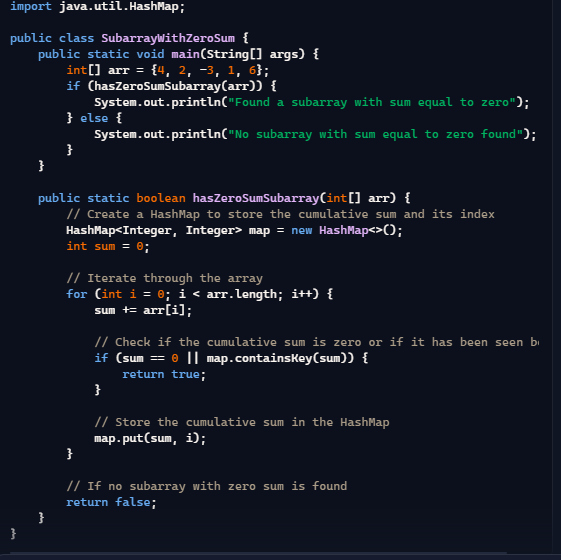 import java.util.HashMap;
public class SubarrayWithZeroSum {
    public static void main(String[] args) {
        int[] arr = {4, 2, -3, 1, 6};
        if (hasZeroSumSubarray(arr)) {
            System.out.println("Found a subarray with sum equal to zero");
        } else {
            System.out.println("No subarray with sum equal to zero found");
        }
    }
    public static boolean hasZeroSumSubarray(int[] arr) {
        // Create a HashMap to store the cumulative sum and its index
        HashMap<Integer, Integer> map = new HashMap<>();
        int sum = 0;
        // Iterate through the array
        for (int i = 0; i < arr.length; i++) {
            sum += arr[i];
            // Check if the cumulative sum is zero or if it has been seen
            if (sum == 0 || map.containsKey(sum)) {
                return true;
            }
            // Store the cumulative sum in the HashMap
            map.put(sum, i);
        }
        // If no subarray with zero sum is found
        return false;
    }
}